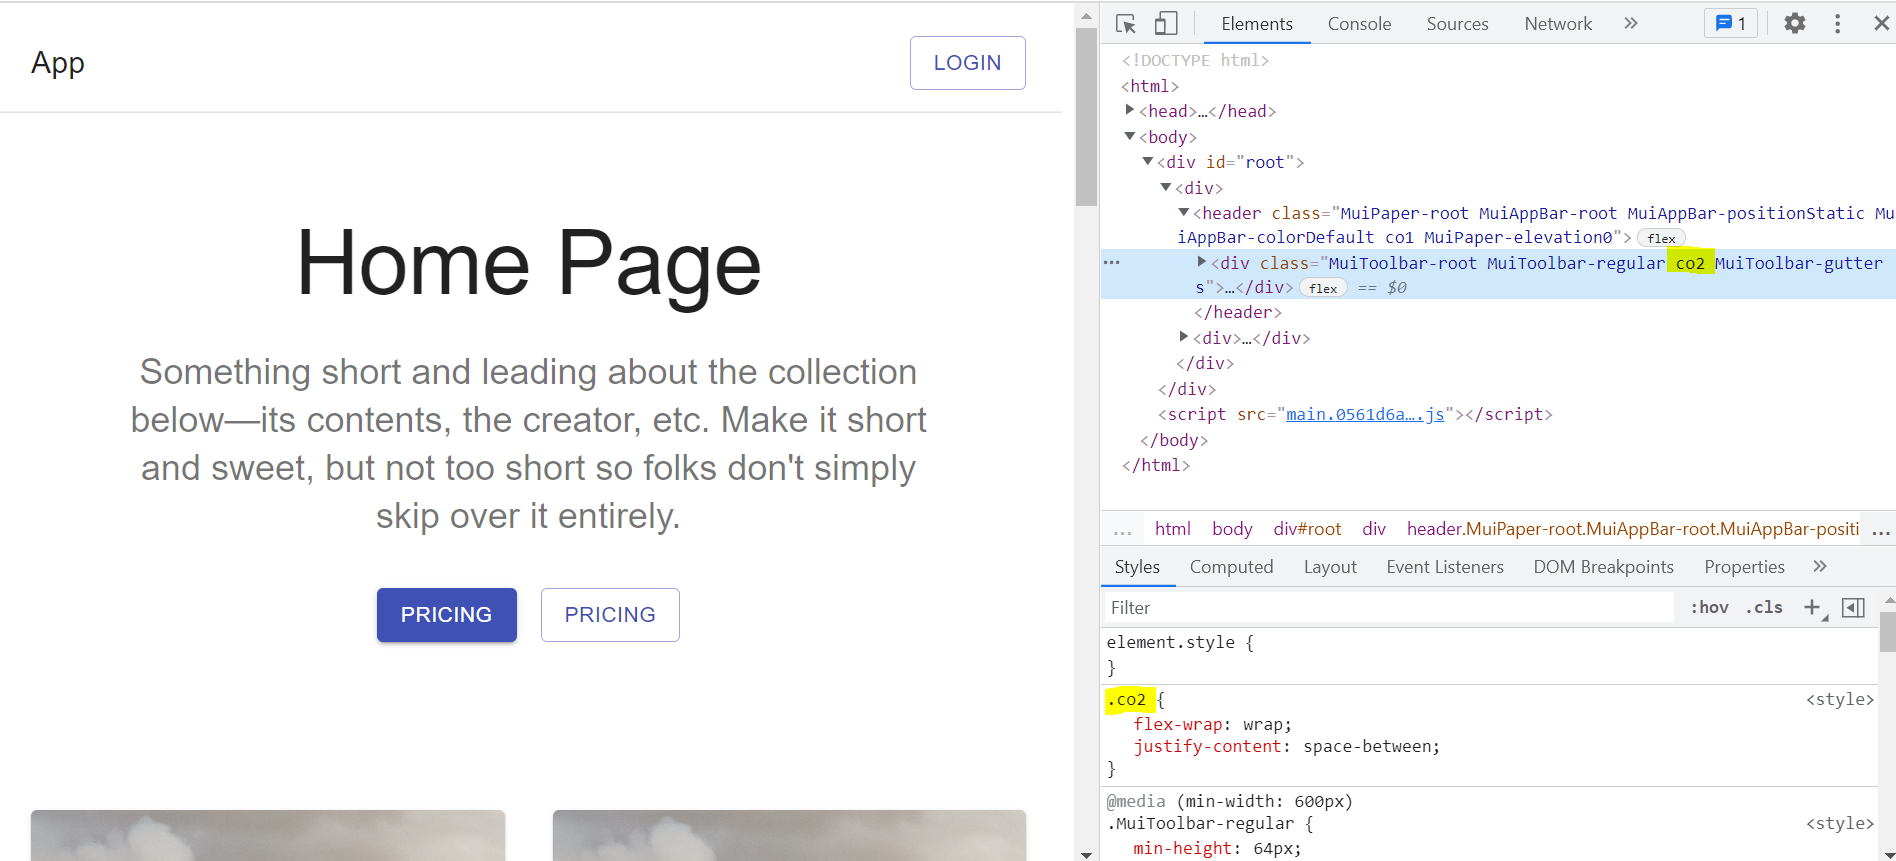 App
LOGIN
Home Page
Something short and leading about the collection
below—its contents, the creator, etc. Make it short
and sweet, but not too short so folks don't simply
skip over it entirely.
PRICING PRICING
Elements Console Sources Network » 1
<!DOCTYPE html>
<html>
<head>…</head>
<body>
<div id="root">
<div>
<header class="MuiPaper-root MuiAppBar-root MuiAppBar-positionStatic Mu
iAppBar-colorDefault co1 MuiPaper-elevation0"> flex
… <div class="MuiToolbar-root MuiToolbar-regular co2 MuiToolbar-gutter
s">…</div> flex == $0
</header>
<div>…</div>
</div>
</div>
<script src="main.0561d6a….js"></script>
</body>
</html>
… html body div#root div header.MuiPaper-root.MuiAppBar-root.MuiAppBar-positi …
Styles Computed Layout Event Listeners DOM Breakpoints Properties »
Filter :hov .cls +
element.style {
}
.co2 { <style>
flex-wrap: wrap;
justify-content: space-between;
}
@media (min-width: 600px)
.MuiToolbar-regular { <style>
min-height: 64px;